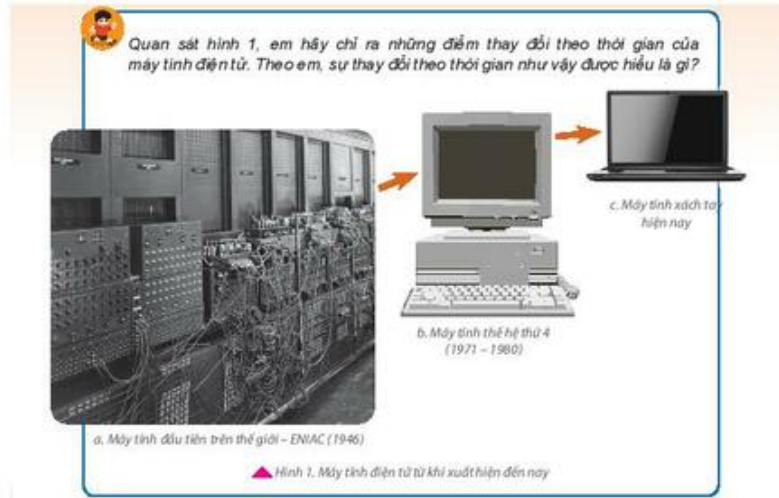 Quan sát hình 1, em hãy chỉ ra những điểm thay đổi theo thời gian của
máy tính điện tử. Theo em, sự thay đổi theo thời gian như vậy được hiểu là gì?
c. Máy tính xách tay
hiện nay
b. Máy tính thế hệ thứ 4
(1971 – 1980)
a. Máy tính đầu tiên trên thế giới – ENIAC (1946)
Hình 1. Máy tính điện tử từ khi xuất hiện đến nay